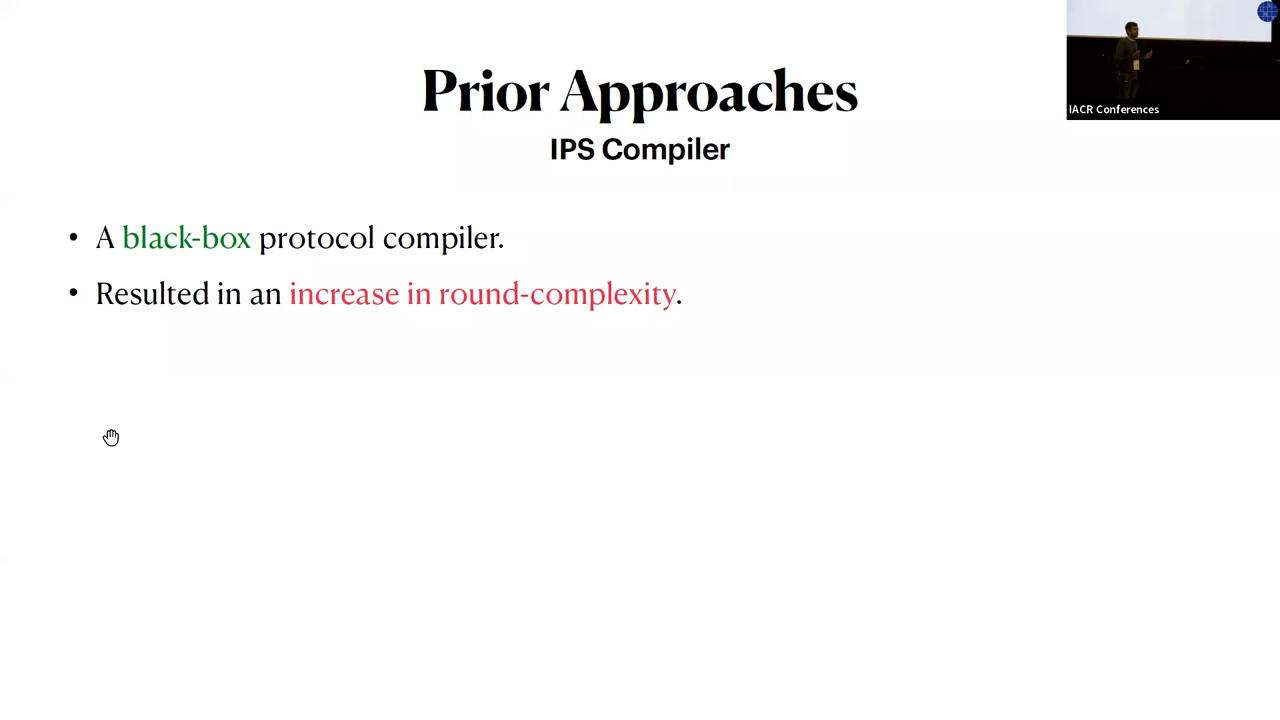 Prior Approaches
IPS Compiler
IACR Conferences
• A black-box protocol compiler.
• Resulted in an increase in round-complexity.